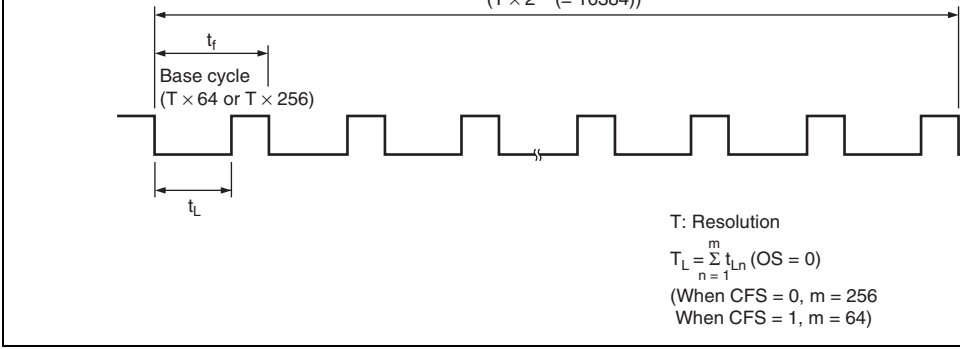 (= 16384))
t_f
Base cycle
(T × 64 or T × 256)
t_L
T: Resolution
m
T_L = Σ t_Ln (OS = 0)
n = 1
(When CFS = 0, m = 256
When CFS = 1, m = 64)